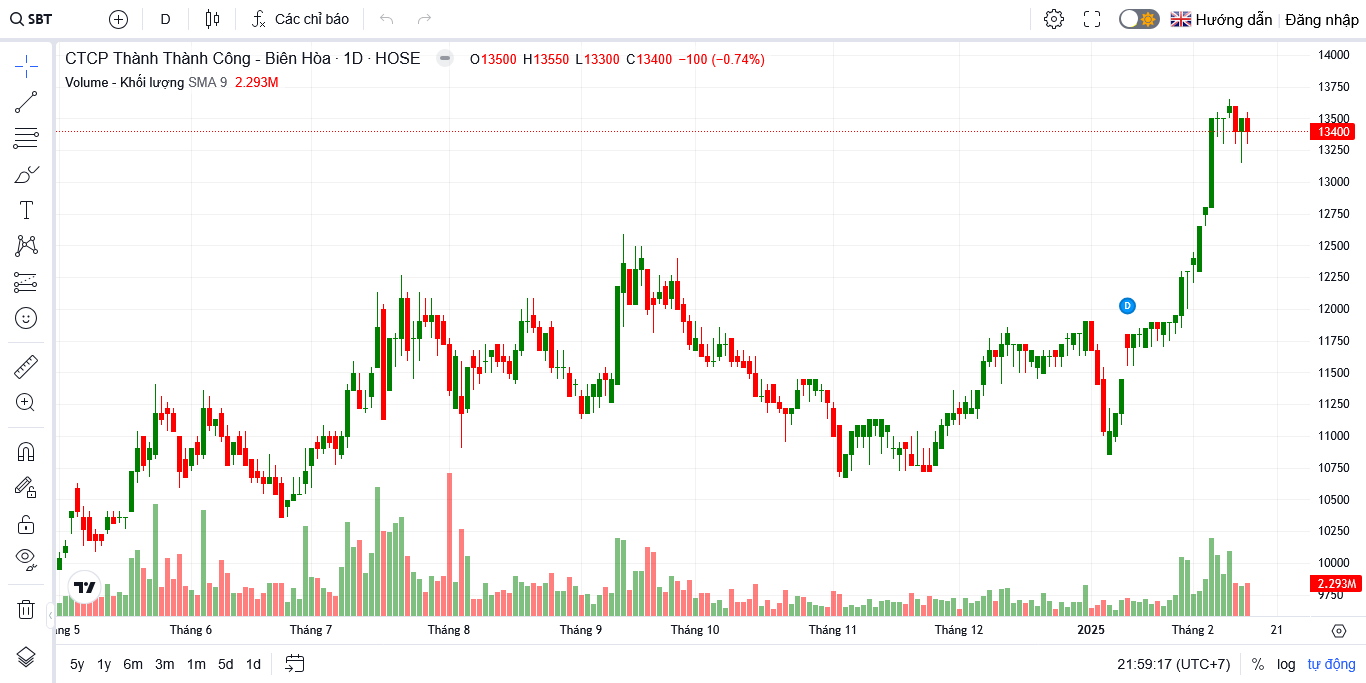 SBT D Các chỉ báo Hướng dẫn Đăng nhập
CTCP Thành Thành Công - Biên Hòa · 1D · HOSE O13500 H13550 L13300 C13400 −100 (−0.74%)
Volume - Khối lượng SMA 9 2.293M
14000
13750
13500
13400
13250
13000
12750
12500
12250
12000
D
11750
11500
11250
11000
10750
10500
10250
10000
2.293M
9750
ng 5 Tháng 6 Tháng 7 Tháng 8 Tháng 9 Tháng 10 Tháng 11 Tháng 12 2025 Tháng 2 21
5y 1y 6m 3m 1m 5d 1d 21:59:17 (UTC+7) % log tự động